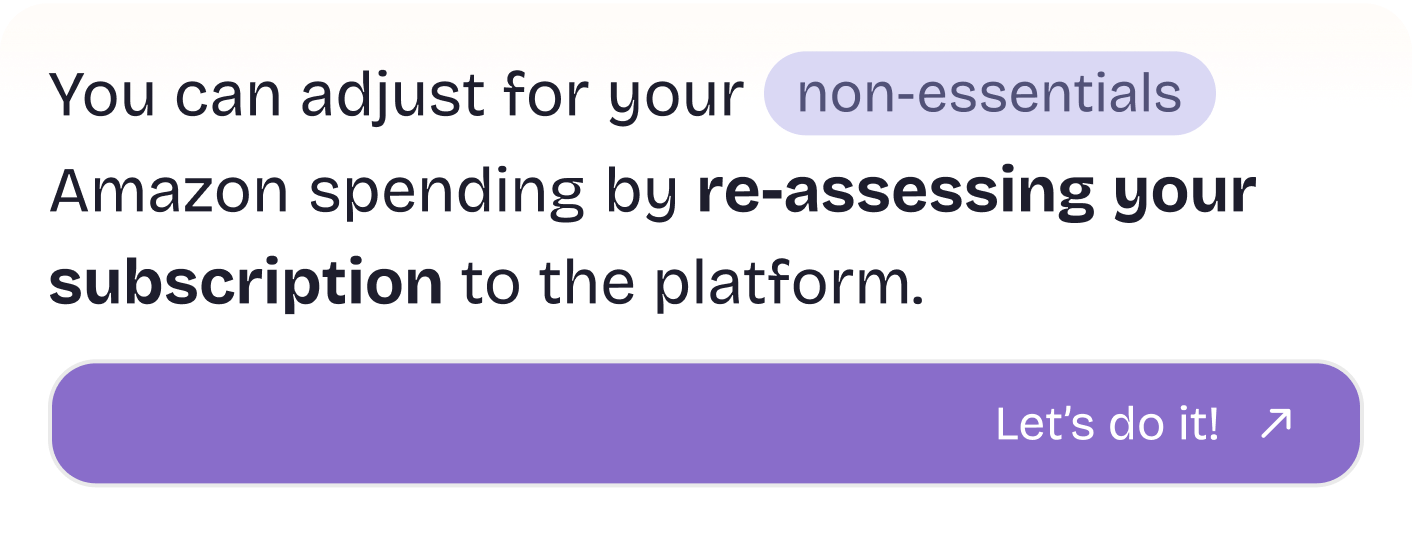 You can adjust for your non-essentials
Amazon spending by re-assessing your
subscription to the platform.
Let's do it!